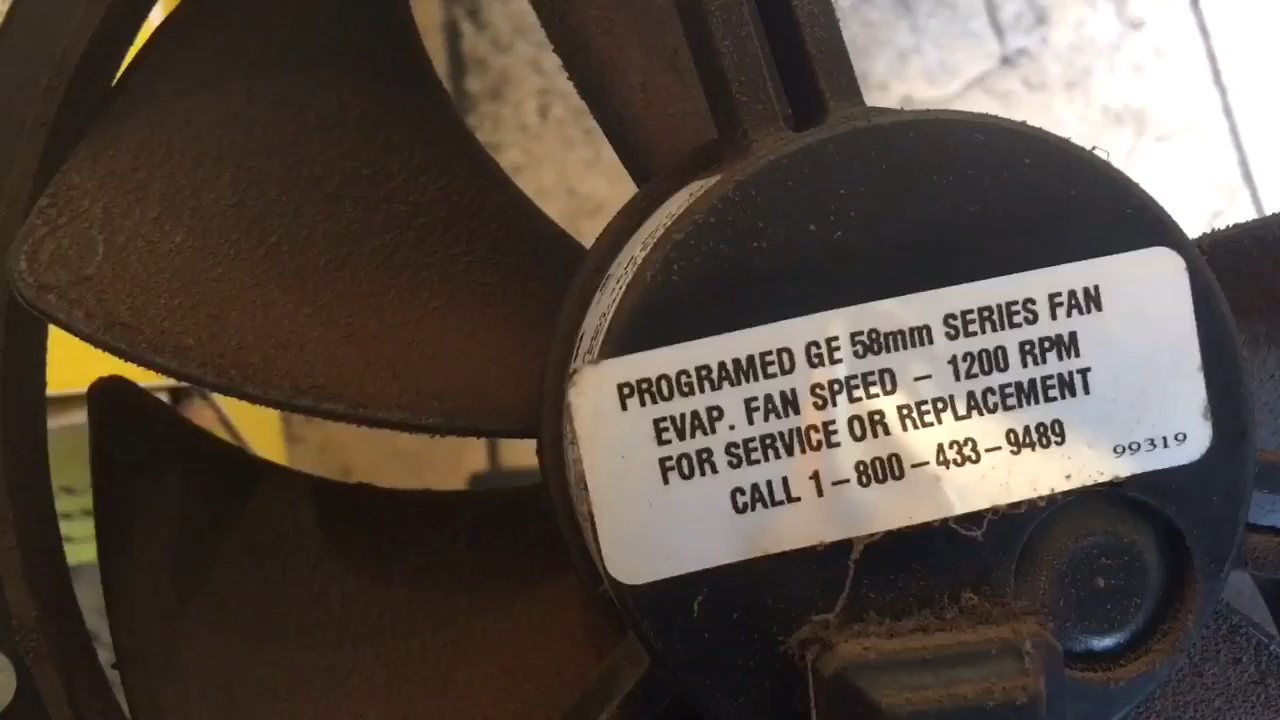 PROGRAMED GE 58mm SERIES FAN
EVAP. FAN SPEED – 1200 RPM
FOR SERVICE OR REPLACEMENT
CALL 1–800–433–9489
99319